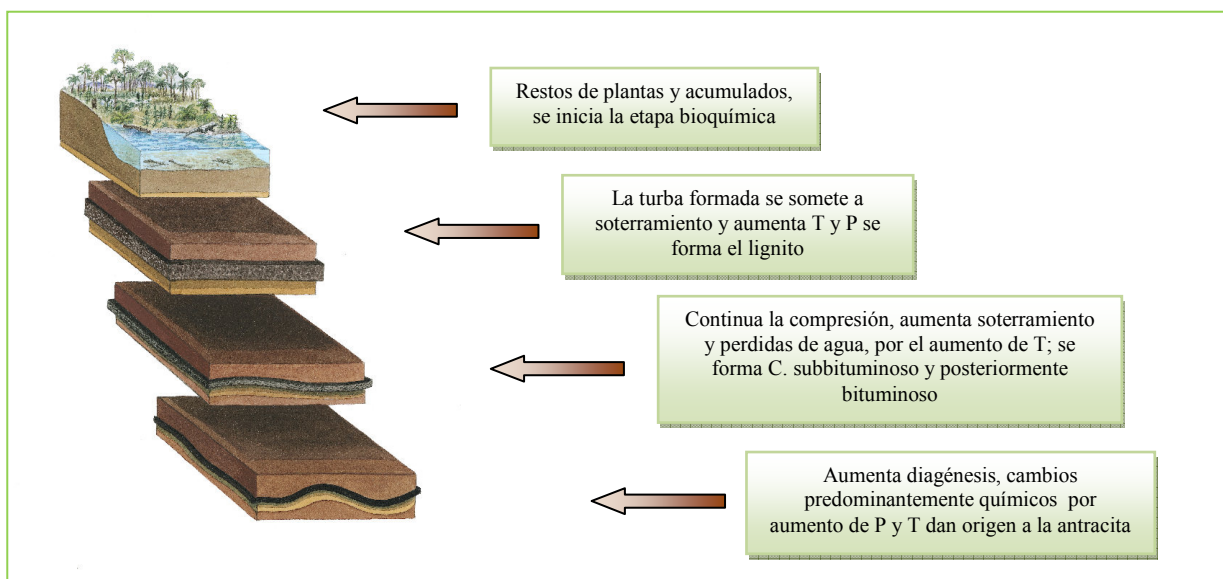 Restos de plantas y acumulados,
se inicia la etapa bioquímica
La turba formada se somete a
soterramiento y aumenta T y P se
forma el lignito
Continua la compresión, aumenta soterramiento
y perdidas de agua, por el aumento de T; se
forma C. subbituminoso y posteriormente
bituminoso
Aumenta diagénesis, cambios
predominantemente químicos por
aumento de P y T dan origen a la antracita